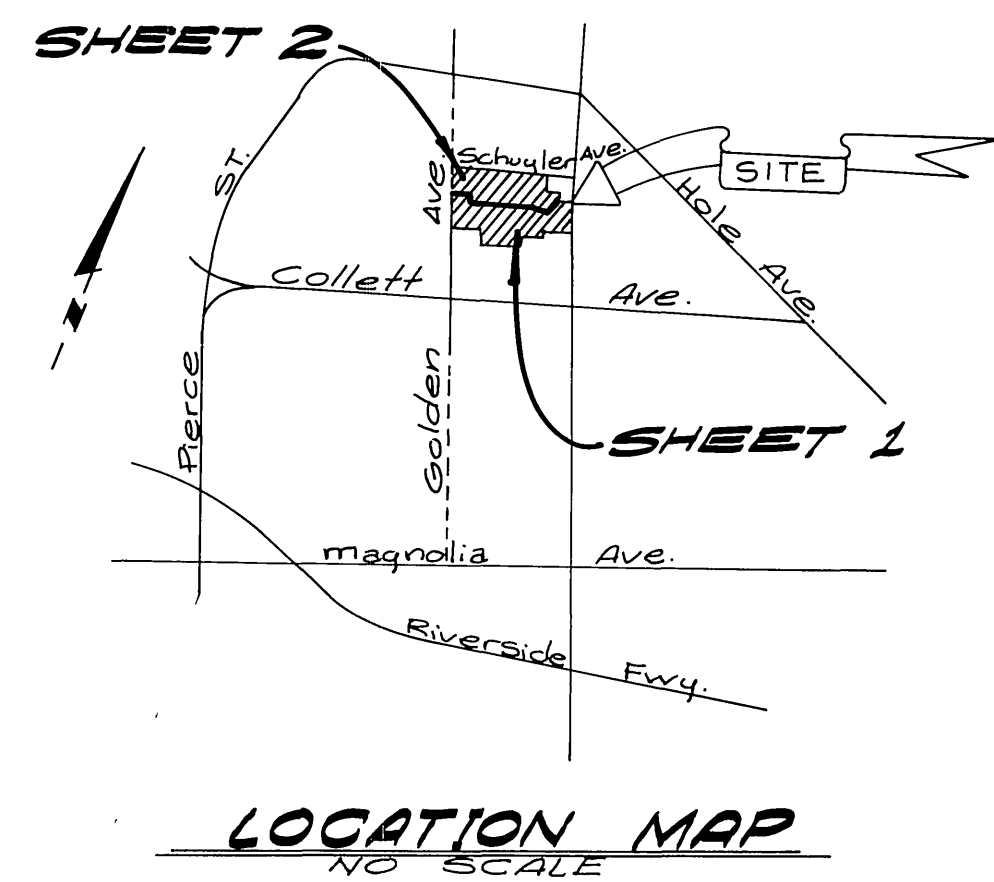 SHEET 2
Schuyler Ave.
SITE
ST.
Ave.
Hole Ave.
Collett Ave.
Pierce
Golden
SHEET 1
magnollia Ave.
Riverside Fwy.
N
LOCATION MAP
NO SCALE